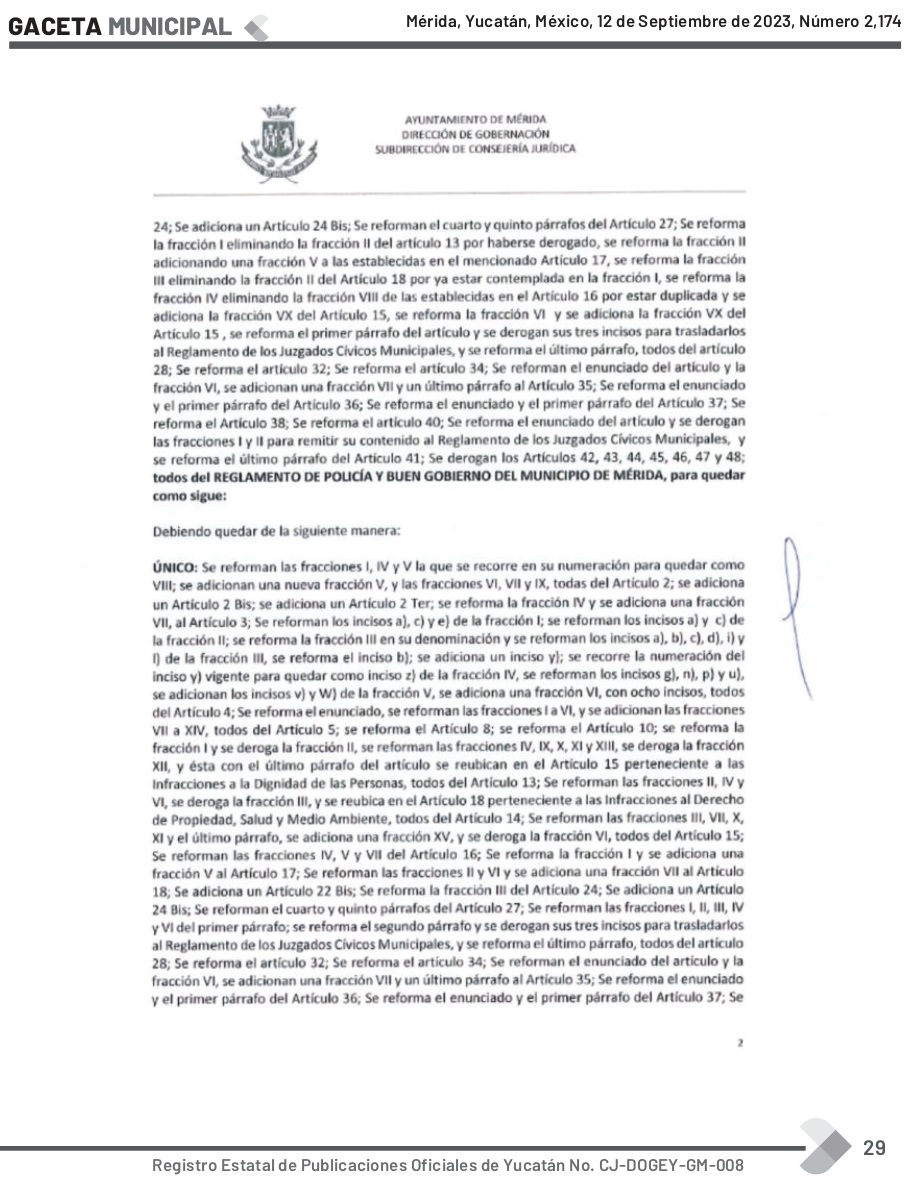 GACETA MUNICIPAL
Mérida, Yucatán, México, 12 de Septiembre de 2023, Número 2,174
AYUNTAMIENTO DE MÉRIDA
DIRECCIÓN DE GOBERNACIÓN
SUBDIRECCIÓN DE CONSEJERÍA JURÍDICA
24; Se adiciona un Artículo 24 Bis; Se reforman el cuarto y quinto párrafos del Artículo 27; Se reforma
la fracción I eliminando la fracción II del artículo 13 por haberse derogado, se reforma la fracción II
adicionando una fracción V a las establecidas en el mencionado Artículo 17, se reforma la fracción
III eliminando la fracción II del Artículo 18 por ya estar contemplada en la fracción I, se reforma la
fracción IV eliminando la fracción VIII de las establecidas en el Artículo 16 por estar duplicada y se
adiciona la fracción VX del Artículo 15, se reforma la fracción VI y se adiciona la fracción VX del
Artículo 15 , se reforma el primer párrafo del artículo y se derogan sus tres incisos para trasladarlos
al Reglamento de los Juzgados Cívicos Municipales, y se reforma el último párrafo, todos del artículo
28; Se reforma el artículo 32; Se reforma el artículo 34; Se reforman el enunciado del artículo y la
fracción VI, se adicionan una fracción VII y un último párrafo al Artículo 35; Se reforma el enunciado
y el primer párrafo del Artículo 36; Se reforma el enunciado y el primer párrafo del Artículo 37; Se
reforma el Artículo 38; Se reforma el artículo 40; Se reforma el enunciado del artículo y se derogan
las fracciones I y II para remitir su contenido al Reglamento de los Juzgados Cívicos Municipales, y
se reforma el último párrafo del Artículo 41; Se derogan los Artículos 42, 43, 44, 45, 46, 47 y 48;
todos del REGLAMENTO DE POLICÍA Y BUEN GOBIERNO DEL MUNICIPIO DE MÉRIDA, para quedar
como sigue:
Debiendo quedar de la siguiente manera:
ÚNICO: Se reforman las fracciones I, IV y V la que se recorre en su numeración para quedar como
VIII; se adicionan una nueva fracción V, y las fracciones VI, VII y IX, todas del Artículo 2; se adiciona
un Artículo 2 Bis; se adiciona un Artículo 2 Ter; se reforma la fracción IV y se adiciona una fracción
VII, al Artículo 3; Se reforman los incisos a), c) y e) de la fracción I; se reforman los incisos a) y c) de
la fracción II; se reforma la fracción III en su denominación y se reforman los incisos a), b), c), d), i) y
l) de la fracción III, se reforma el inciso b); se adiciona un inciso y); se recorre la numeración del
inciso y) vigente para quedar como inciso z) de la fracción IV, se reforman los incisos g), n), p) y u),
se adicionan los incisos v) y W) de la fracción V, se adiciona una fracción VI, con ocho incisos, todos
del Artículo 4; Se reforma el enunciado, se reforman las fracciones I a VI, y se adicionan las fracciones
VII a XIV, todos del Artículo 5; se reforma el Artículo 8; se reforma el Artículo 10; se reforma la
fracción I y se deroga la fracción II, se reforman las fracciones IV, IX, X, XI y XIII, se deroga la fracción
XII, y ésta con el último párrafo del artículo se reubican en el Artículo 15 perteneciente a las
Infracciones a la Dignidad de las Personas, todos del Artículo 13; Se reforman las fracciones II, IV y
VI, se deroga la fracción III, y se reubica en el Artículo 18 perteneciente a las Infracciones al Derecho
de Propiedad, Salud y Medio Ambiente, todos del Artículo 14; Se reforman las fracciones III, VII, X,
XI y el último párrafo, se adiciona una fracción XV, y se deroga la fracción VI, todos del Artículo 15;
Se reforman las fracciones IV, V y VII del Artículo 16; Se reforma la fracción I y se adiciona una
fracción V al Artículo 17; Se reforman las fracciones II y VI y se adiciona una fracción VII al Artículo
18; Se adiciona un Artículo 22 Bis; Se reforma la fracción III del Artículo 24; Se adiciona un Artículo
24 Bis; Se reforman el cuarto y quinto párrafos del Artículo 27; Se reforman las fracciones I, II, III, IV
y VI del primer párrafo; se reforma el segundo párrafo y se derogan sus tres incisos para trasladarlos
al Reglamento de los Juzgados Cívicos Municipales, y se reforma el último párrafo, todos del artículo
28; Se reforma el artículo 32; Se reforma el articulo 34; Se reforman el enunciado del artículo y la
fracción VI, se adicionan una fracción VII y un último párrafo al Artículo 35; Se reforma el enunciado
y el primer párrafo del Artículo 36; Se reforma el enunciado y el primer párrafo del Artículo 37; Se
2
29
Registro Estatal de Publicaciones Oficiales de Yucatán No. CJ-DOGEY-GM-008